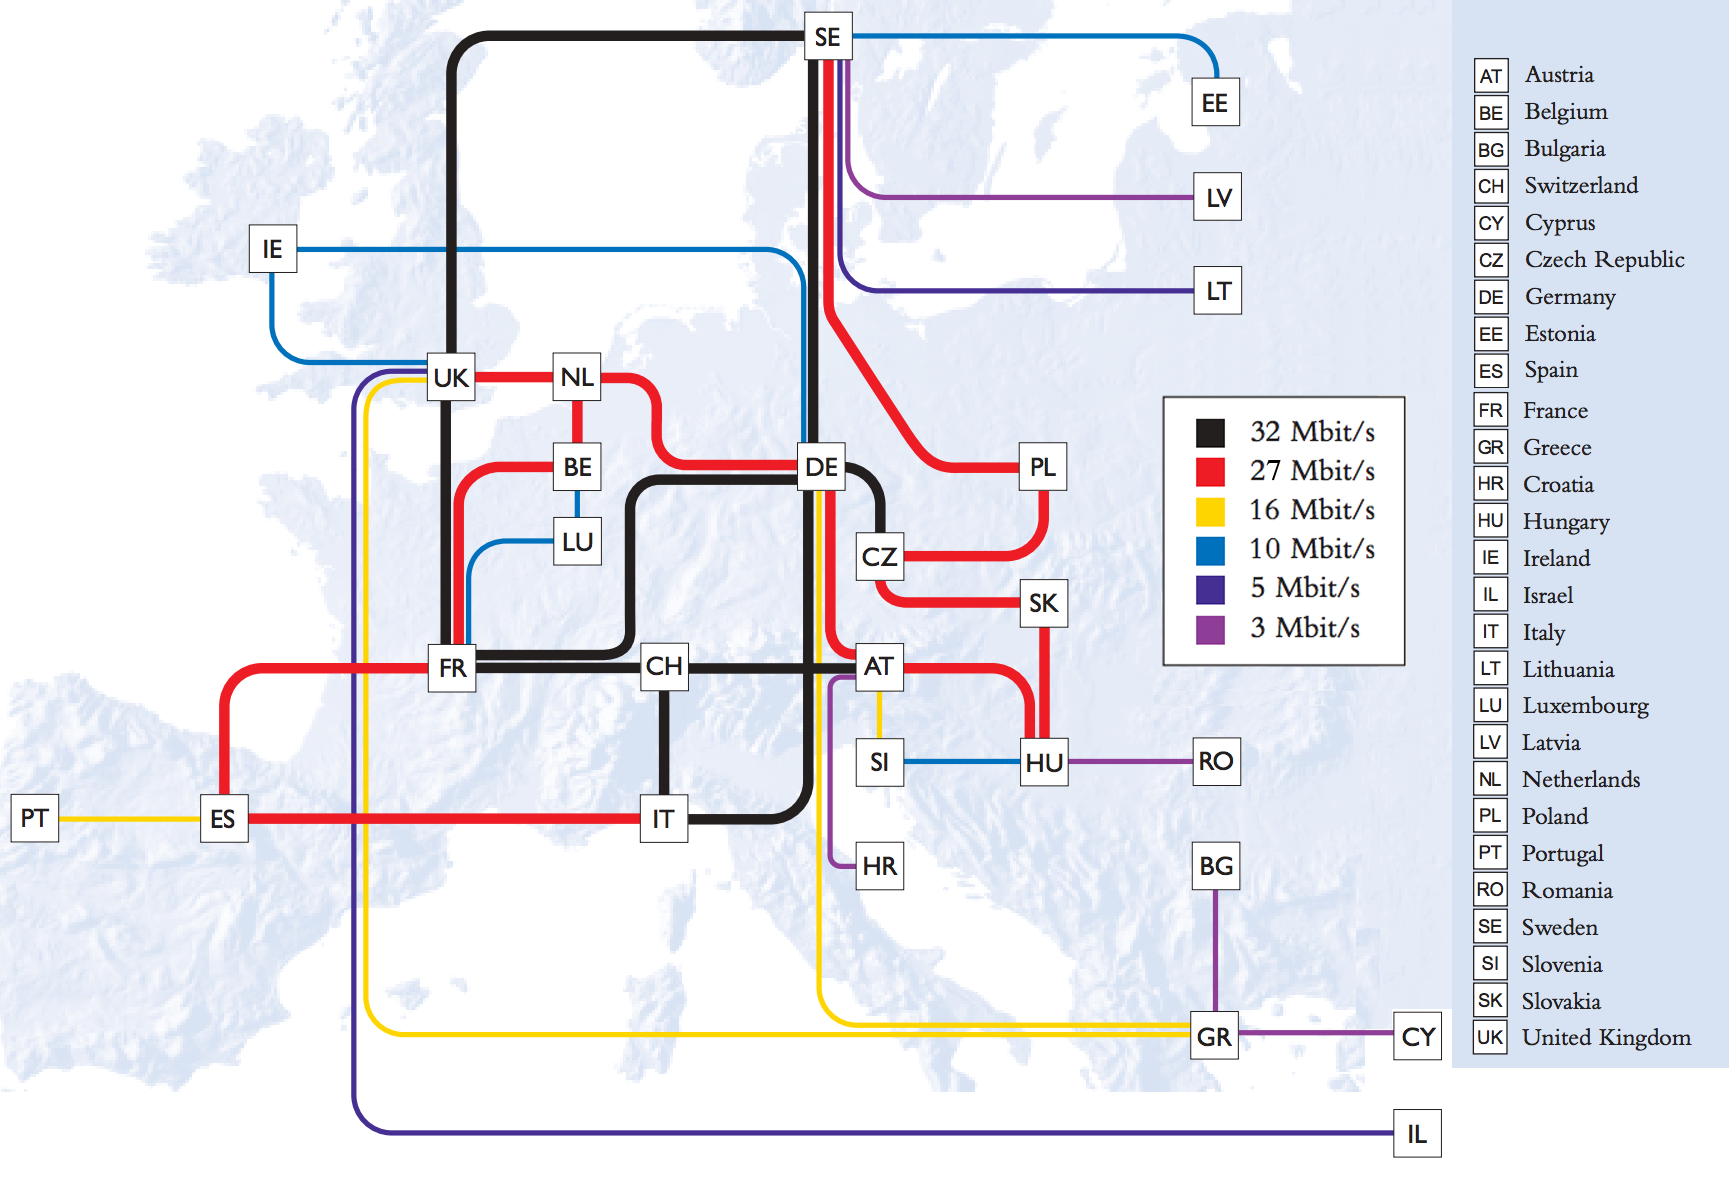 SE
EE
LV
IE
LT
UK
NL
BE
DE
PL
LU
CZ
SK
FR
CH
AT
SI
HU
RO
PT
ES
IT
HR
BG
GR
CY
IL
32 Mbit/s
27 Mbit/s
16 Mbit/s
10 Mbit/s
5 Mbit/s
3 Mbit/s
AT Austria
BE Belgium
BG Bulgaria
CH Switzerland
CY Cyprus
CZ Czech Republic
DE Germany
EE Estonia
ES Spain
FR France
GR Greece
HR Croatia
HU Hungary
IE Ireland
IL Israel
IT Italy
LT Lithuania
LU Luxembourg
LV Latvia
NL Netherlands
PL Poland
PT Portugal
RO Romania
SE Sweden
SI Slovenia
SK Slovakia
UK United Kingdom